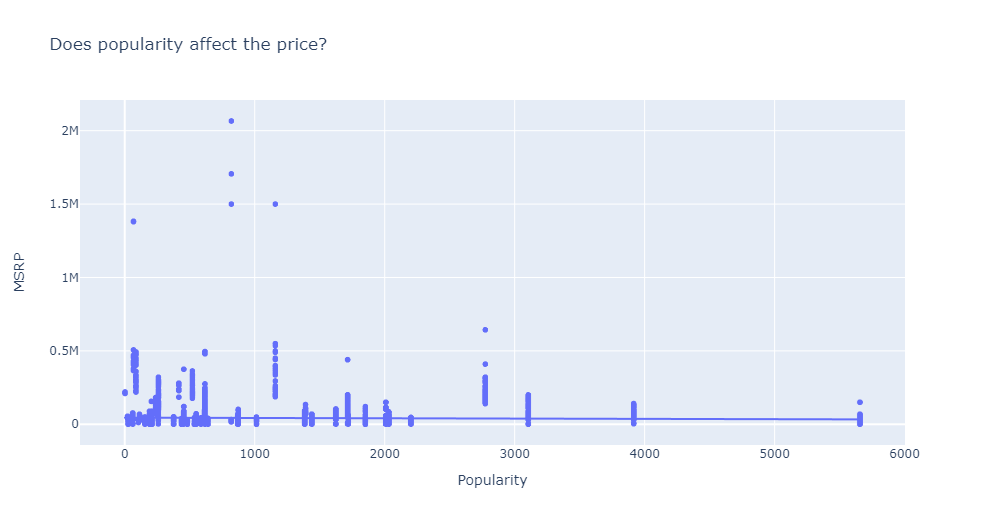 Does popularity affect the price?
2M
1.5M
1M
0.5M
0
MSRP
0 1000 2000 3000 4000 5000 6000
Popularity